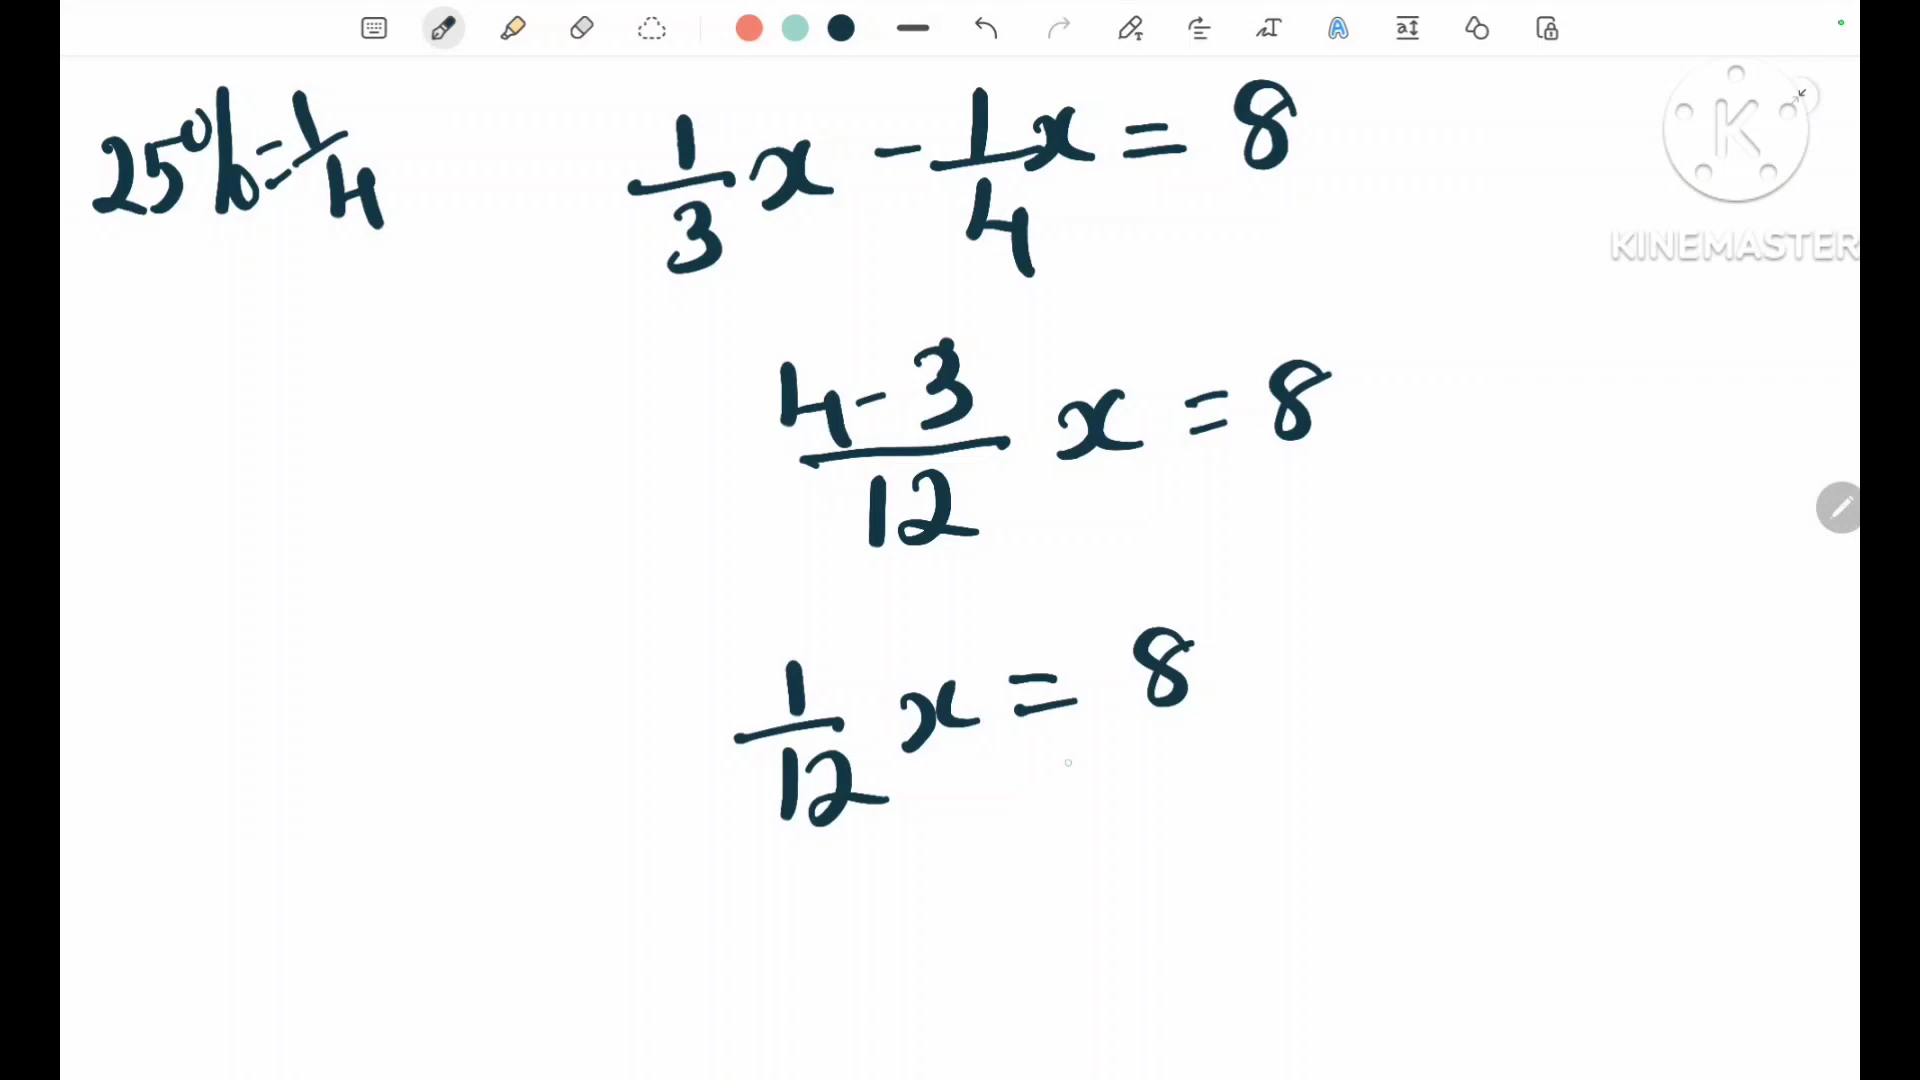 25% = 1/4
1/3 x - 1/4 x = 8
4-3/12 x = 8
1/12 x = 8
K
KINEMASTER